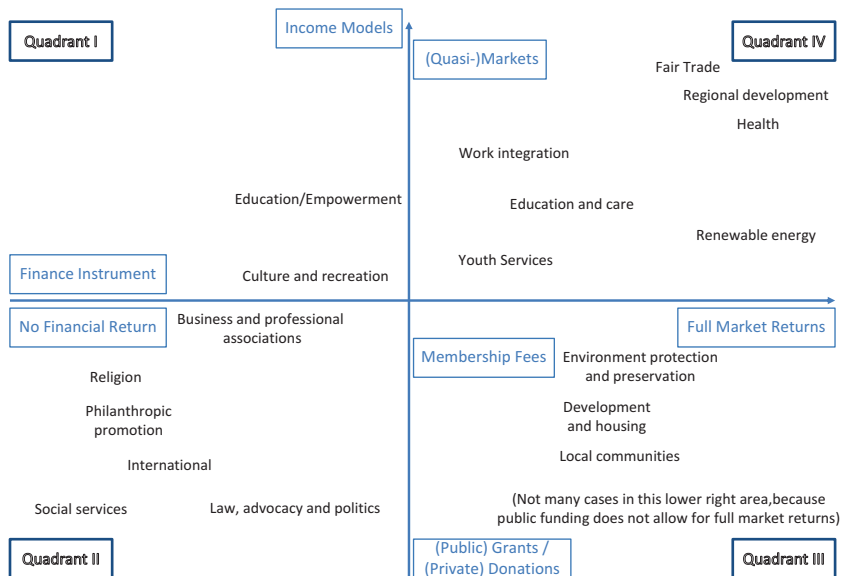 Quadrant I
Income Models
Quadrant IV
(Quasi-)Markets
Fair Trade
Regional development
Health
Work integration
Education/Empowerment
Education and care
Renewable energy
Youth Services
Finance Instrument
Culture and recreation
No Financial Return
Business and professional
associations
Full Market Returns
Membership Fees
Environment protection
and preservation
Religion
Philanthropic
promotion
Development
and housing
International
Local communities
Social services
Law, advocacy and politics
(Not many cases in this lower right area,because
public funding does not allow for full market returns)
Quadrant II
(Public) Grants /
(Private) Donations
Quadrant III